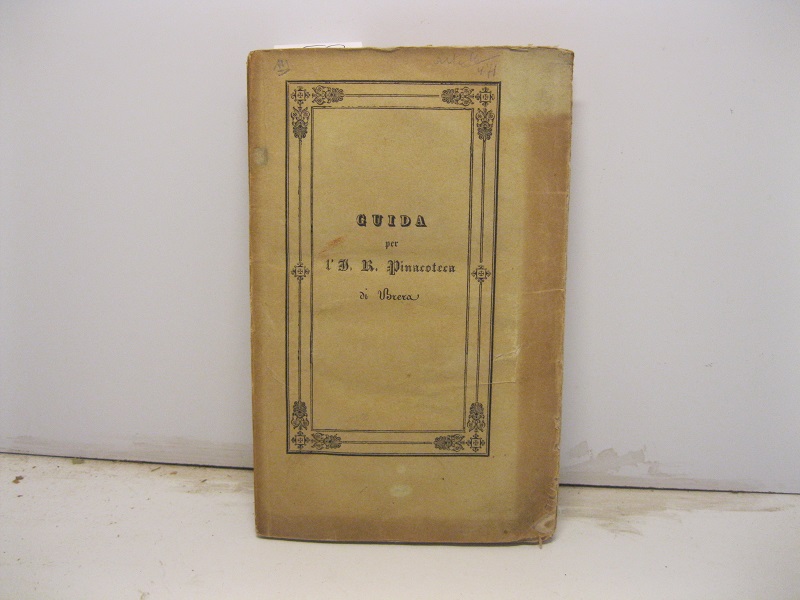 GUIDA
per
l'I. R. Pinacoteca
di Brera